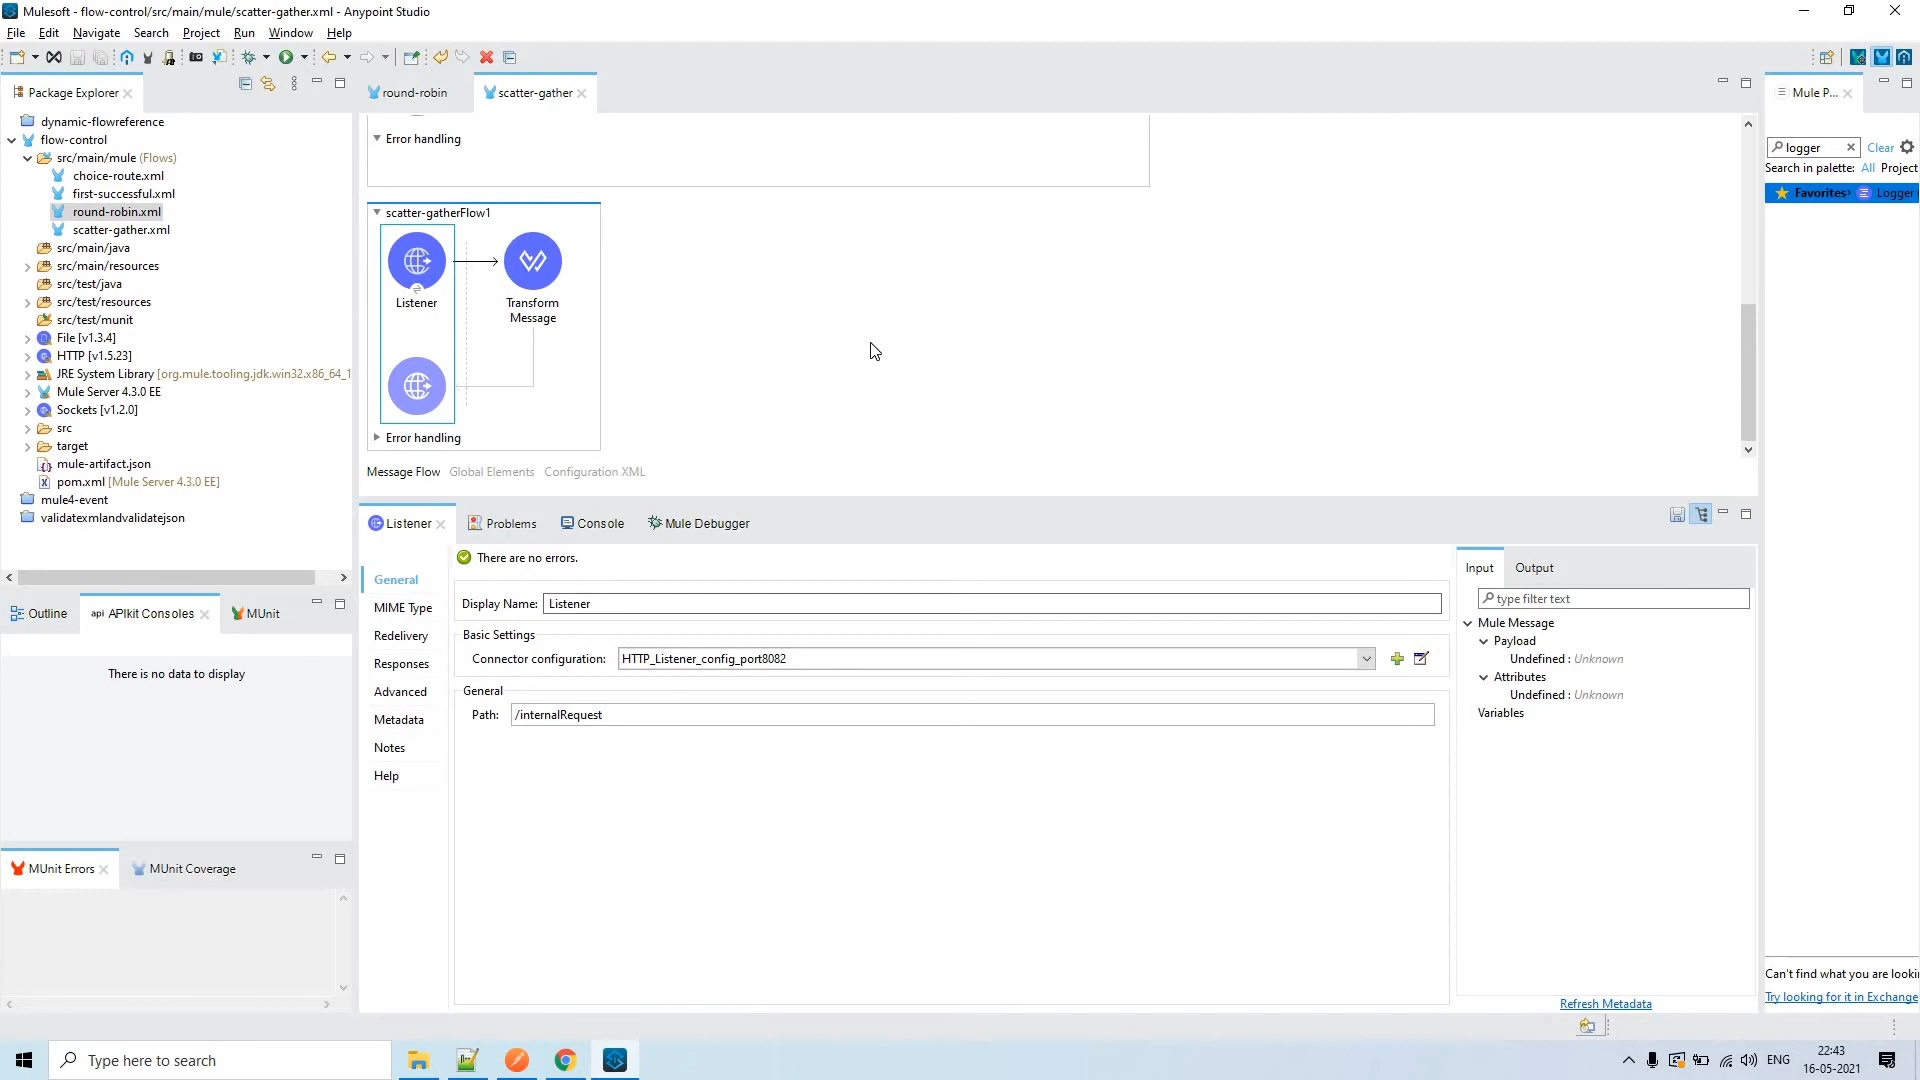 Mulesoft - flow-control/src/main/mule/scatter-gather.xml - Anypoint Studio
File Edit Navigate Search Project Run Window Help
Package Explorer
round-robin
scatter-gather
Mule P...
dynamic-flowreference
flow-control
src/main/mule (Flows)
choice-route.xml
first-successful.xml
round-robin.xml
scatter-gather.xml
src/main/java
src/main/resources
src/test/java
src/test/resources
src/test/munit
File [v1.3.4]
HTTP [v1.5.23]
JRE System Library [org.mule.tooling.jdk.win32.x86_64_1
Mule Server 4.3.0 EE
Sockets [v1.2.0]
src
target
mule-artifact.json
pom.xml [Mule Server 4.3.0 EE]
mule4-event
validatexmlandvalidatejson
Error handling
scatter-gatherFlow1
Listener
Transform
Message
Error handling
Message Flow Global Elements Configuration XML
logger
Clear
Search in palette: All Project
Favorites
Logger
Outline
api APIkit Consoles
MUnit
There is no data to display
MUnit Errors
MUnit Coverage
Listener
Problems
Console
Mule Debugger
There are no errors.
General
MIME Type
Redelivery
Responses
Advanced
Metadata
Notes
Help
Display Name: Listener
Basic Settings
Connector configuration: HTTP_Listener_config_port8082
General
Path: /internalRequest
Input
Output
type filter text
Mule Message
Payload
Undefined : Unknown
Attributes
Undefined : Unknown
Variables
Refresh Metadata
Can't find what you are looki
Try looking for it in Exchange
Type here to search
ENG
22:43
16-05-2021